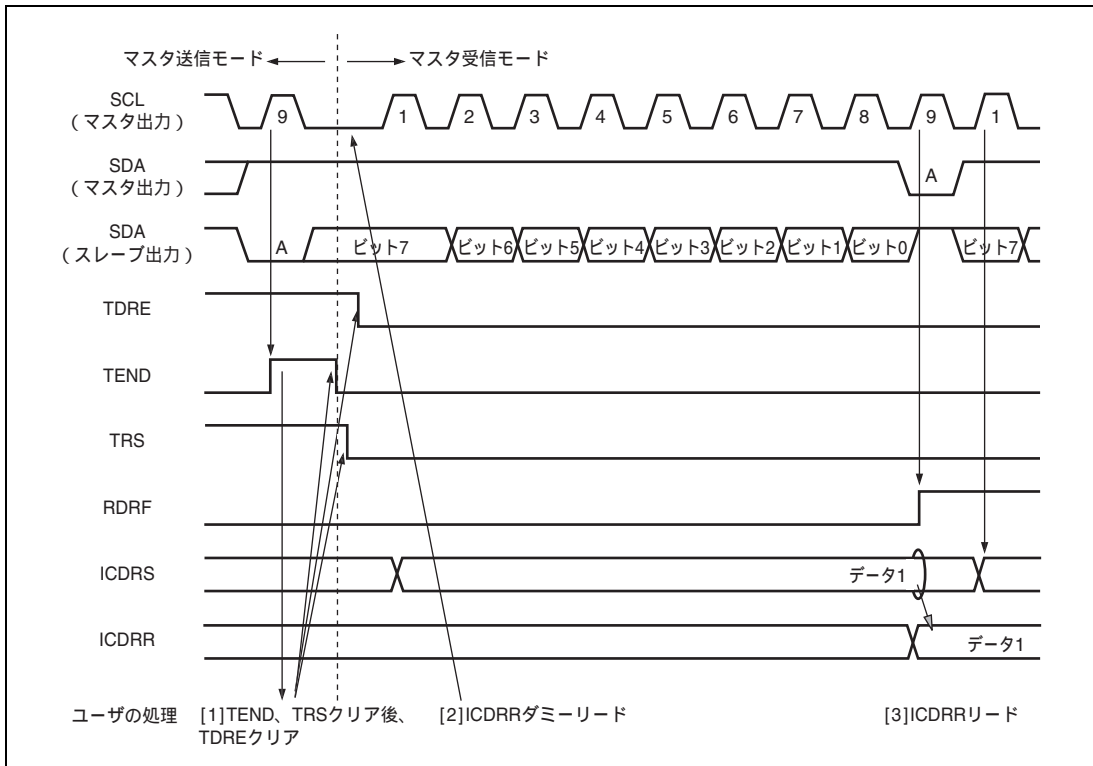 マスタ送信モード マスタ受信モード
SCL
(マスタ出力)
9 1 2 3 4 5 6 7 8 9 1
SDA
(マスタ出力)
A
SDA
(スレーブ出力)
A ビット7 ビット6 ビット5 ビット4 ビット3 ビット2 ビット1 ビット0 ビット7
TDRE
TEND
TRS
RDRF
ICDRS
データ1
ICDRR
データ1
ユーザの処理 [1]TEND、TRSクリア後、 [2]ICDRRダミーリード [3]ICDRRリード
TDREクリア